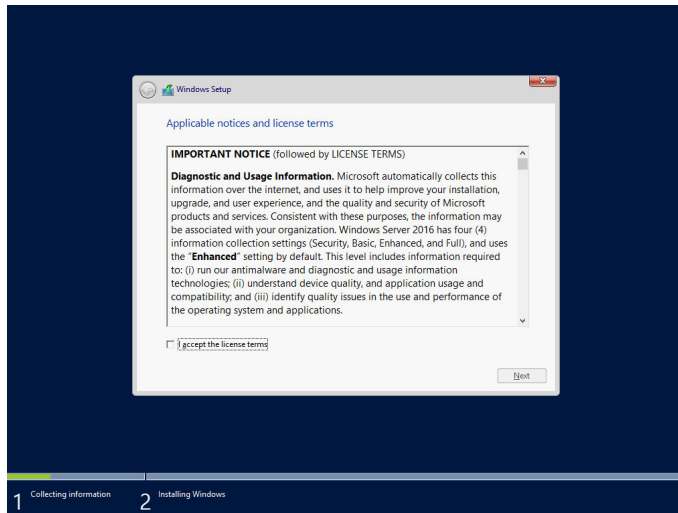 Windows Setup
Applicable notices and license terms
IMPORTANT NOTICE (followed by LICENSE TERMS)
Diagnostic and Usage Information. Microsoft automatically collects this
information over the internet, and uses it to help improve your installation,
upgrade, and user experience, and the quality and security of Microsoft
products and services. Consistent with these purposes, the information may
be associated with your organization. Windows Server 2016 has four (4)
information collection settings (Security, Basic, Enhanced, and Full), and uses
the "Enhanced" setting by default. This level includes information required
to: (i) run our antimalware and diagnostic and usage information
technologies; (ii) understand device quality, and application usage and
compatibility; and (iii) identify quality issues in the use and performance of
the operating system and applications.
I accept the license terms
Next
1 Collecting information
2 Installing Windows